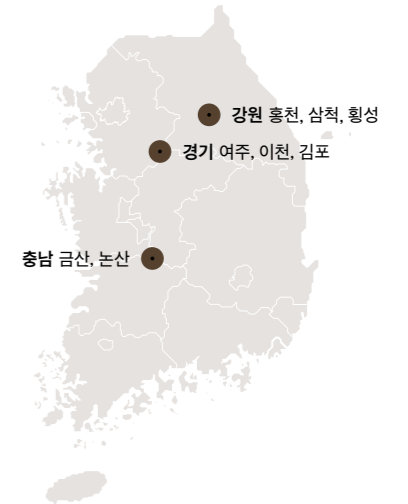 강원 홍천, 삼척, 횡성
경기 여주, 이천, 김포
충남 금산, 논산